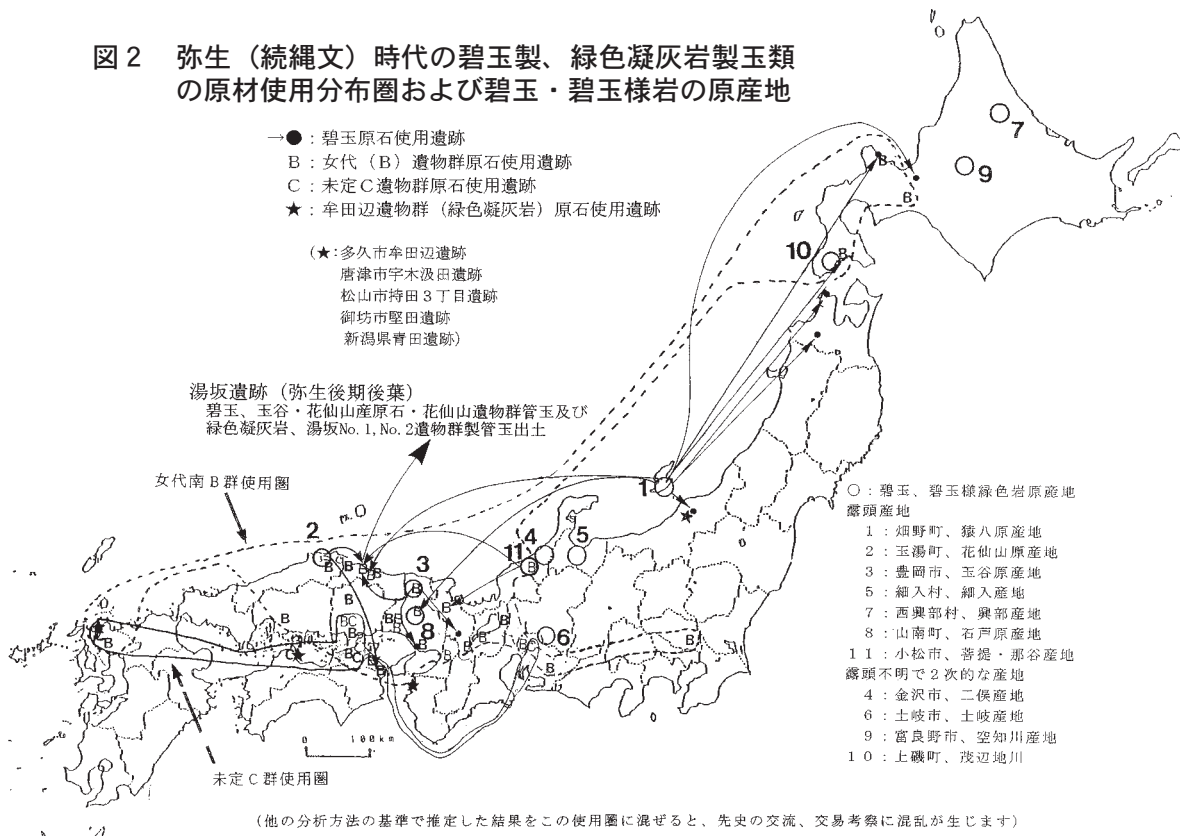 図2 弥生（続縄文）時代の碧玉製、緑色凝灰岩製玉類
の原材使用分布圏および碧玉・碧玉様岩の原産地
→●：碧玉原石使用遺跡
B：女代（B）遺物群原石使用遺跡
C：未定C遺物群原石使用遺跡
★：牟田辺遺物群（緑色凝灰岩）原石使用遺跡
（★：多久市牟田辺遺跡
唐津市宇木汲田遺跡
松山市持田3丁目遺跡
御坊市堅田遺跡
新潟県青田遺跡）
湯坂遺跡（弥生後期後葉）
碧玉、玉谷・花仙山産原石・花仙山遺物群管玉及び
緑色凝灰岩、湯坂No.1,No.2遺物群製管玉出土
女代南B群使用圏
未定C群使用圏
0 100km
1
2
3
4
5
6
7
8
9
10
11
○：碧玉、碧玉様緑色岩原産地
露頭産地
1：畑野町、猿八原産地
2：玉湯町、花仙山原産地
3：豊岡市、玉谷原産地
5：細入村、細入産地
7：西興部村、興部産地
8：山南町、石戸原産地
11：小松市、菩提・那谷産地
露頭不明で2次的な産地
4：金沢市、二俣産地
6：土岐市、土岐産地
9：富良野市、空知川産地
10：上磯町、茂辺地川
（他の分析方法の基準で推定した結果をこの使用圏に混ぜると、先史の交流、交易考察に混乱が生じます）